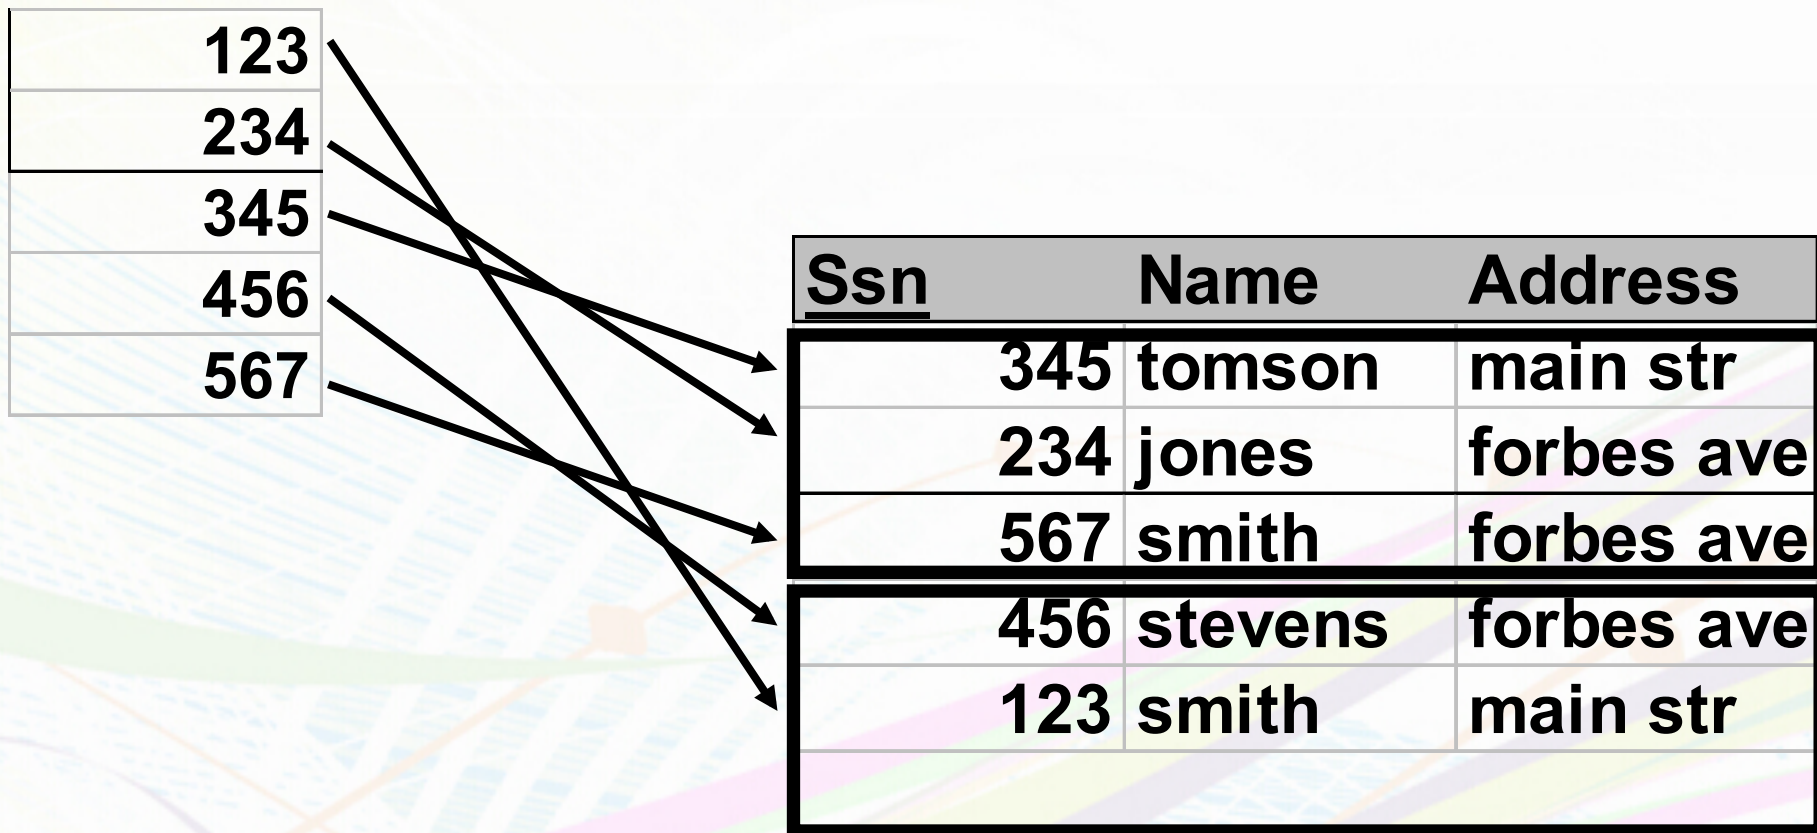 123
234
345
456
567
Ssn Name Address
345 tomson main str
234 jones forbes ave
567 smith forbes ave
456 stevens forbes ave
123 smith main str